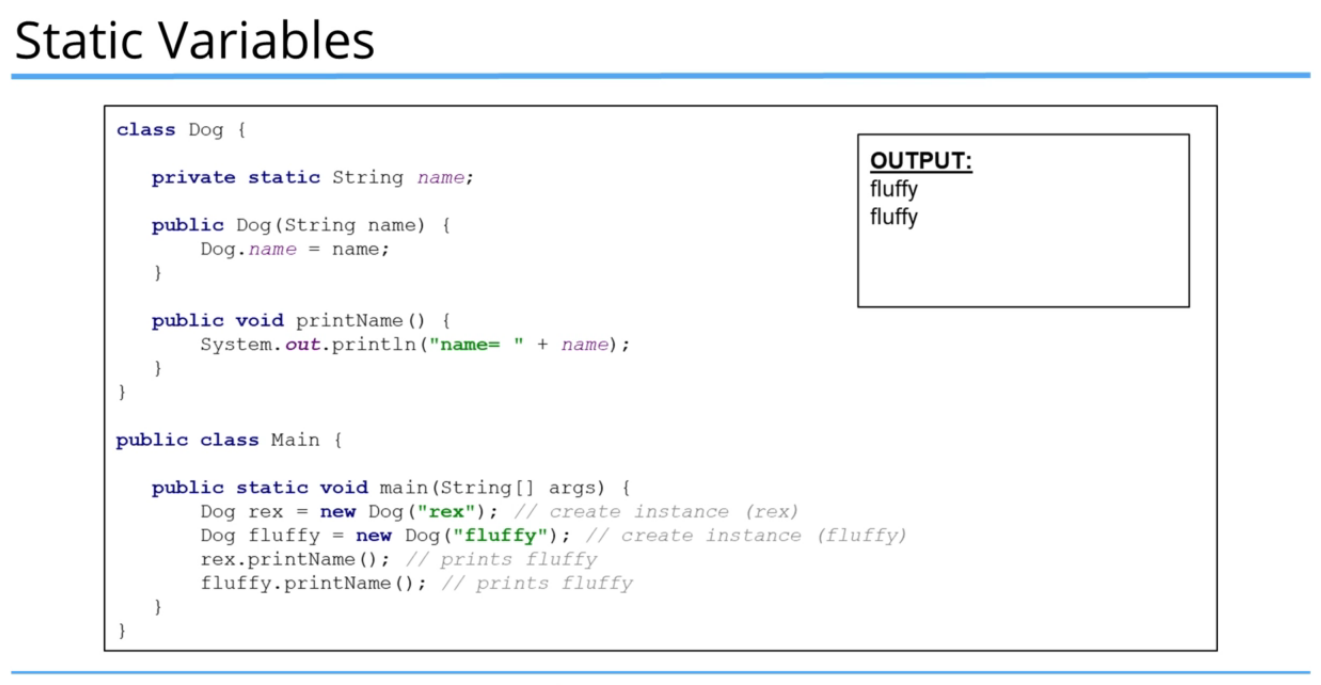 Static Variables
class Dog {
private static String name;
public Dog(String name) {
Dog.name = name;
}
public void printName() {
System.out.println("name= " + name);
}
}
public class Main {
public static void main(String[] args) {
Dog rex = new Dog("rex"); // create instance (rex)
Dog fluffy = new Dog("fluffy"); // create instance (fluffy)
rex.printName(); // prints fluffy
fluffy.printName(); // prints fluffy
}
}
OUTPUT:
fluffy
fluffy